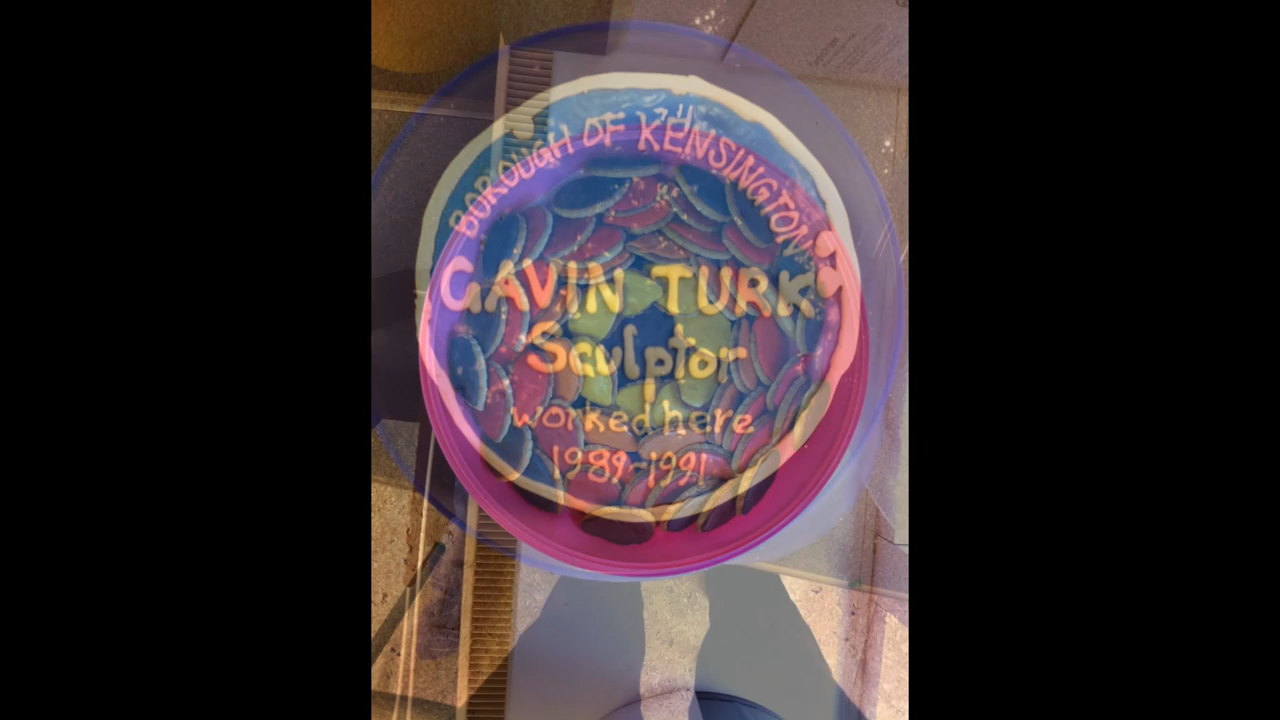 BOROUGH OF KENSINGTON
GAVIN TURK
Sculptor
worked here
1989-1991